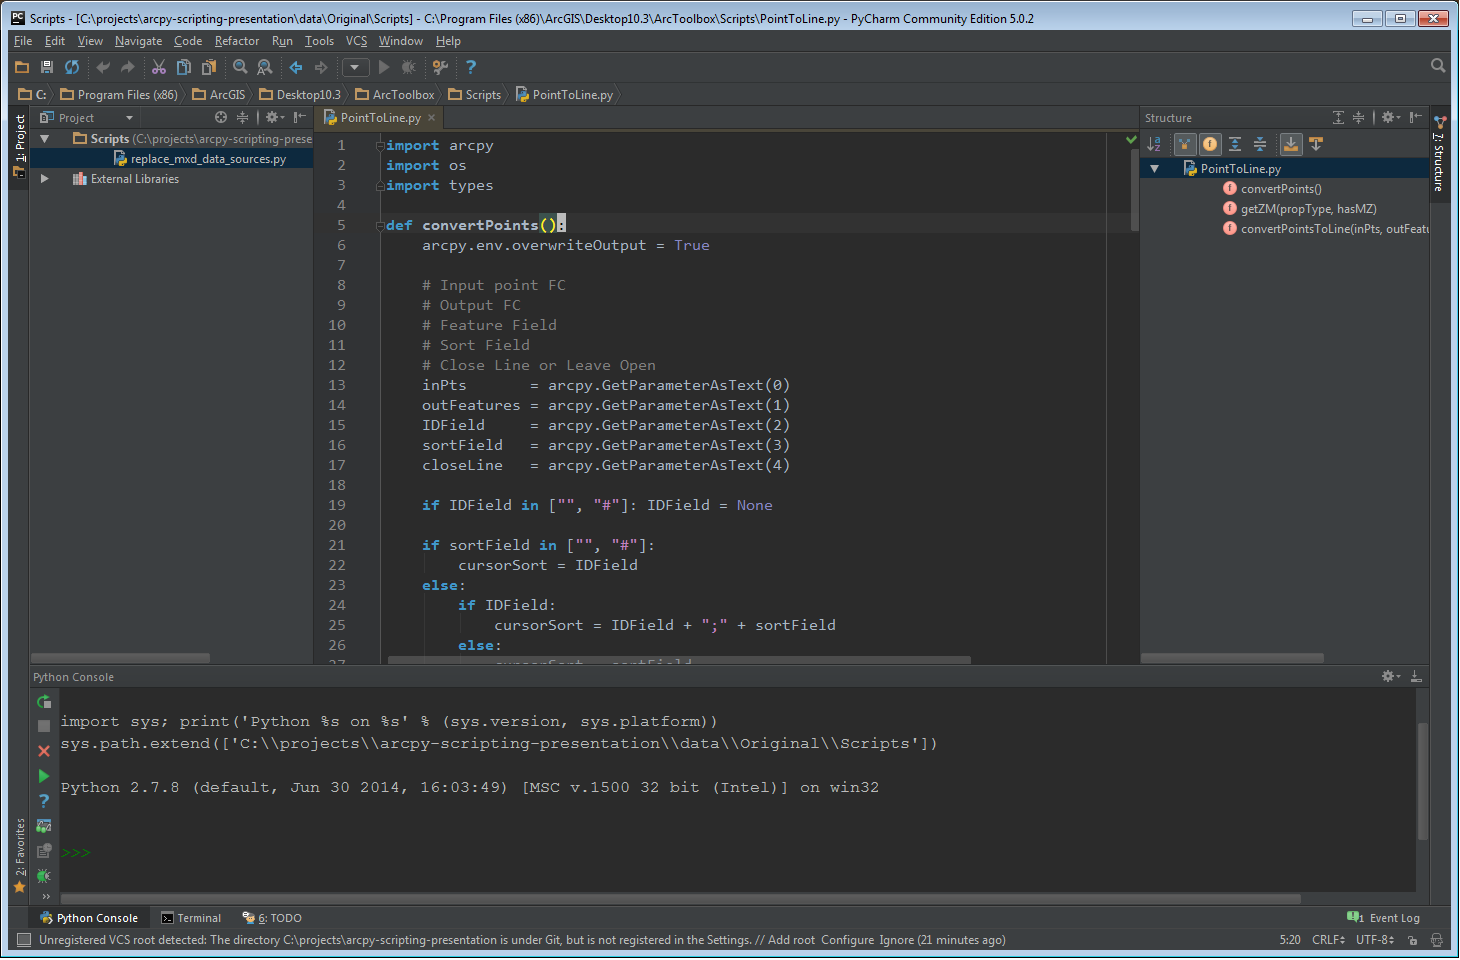 Scripts - [C:\projects\arcpy-scripting-presentation\data\Original\Scripts] - C:\Program Files (x86)\ArcGIS\Desktop10.3\ArcToolbox\Scripts\PointToLine.py - PyCharm Community Edition 5.0.2
File Edit View Navigate Code Refactor Run Tools VCS Window Help
C: Program Files (x86) ArcGIS Desktop10.3 ArcToolbox Scripts PointToLine.py
1: Project
Project
Scripts (C:\projects\arcpy-scripting-prese
replace_mxd_data_sources.py
External Libraries
PointToLine.py
1 import arcpy
2 import os
3 import types
4
5 def convertPoints():
6 arcpy.env.overwriteOutput = True
7
8 # Input point FC
9 # Output FC
10 # Feature Field
11 # Sort Field
12 # Close Line or Leave Open
13 inPts = arcpy.GetParameterAsText(0)
14 outFeatures = arcpy.GetParameterAsText(1)
15 IDField = arcpy.GetParameterAsText(2)
16 sortField = arcpy.GetParameterAsText(3)
17 closeLine = arcpy.GetParameterAsText(4)
18
19 if IDField in ["", "#"]: IDField = None
20
21 if sortField in ["", "#"]:
22 cursorSort = IDField
23 else:
24 if IDField:
25 cursorSort = IDField + ";" + sortField
26 else:
27 cursorSort = sortField
Structure
PointToLine.py
convertPoints()
getZM(propType, hasMZ)
convertPointsToLine(inPts, outFeatu
7: Structure
Python Console
import sys; print('Python %s on %s' % (sys.version, sys.platform))
sys.path.extend(['C:\\projects\\arcpy-scripting-presentation\\data\\Original\\Scripts'])
Python 2.7.8 (default, Jun 30 2014, 16:03:49) [MSC v.1500 32 bit (Intel)] on win32
>>>
2: Favorites
Python Console Terminal 6: TODO 1 Event Log
Unregistered VCS root detected: The directory C:\projects\arcpy-scripting-presentation is under Git, but is not registered in the Settings. // Add root Configure Ignore (21 minutes ago) 5:20 CRLF UTF-8